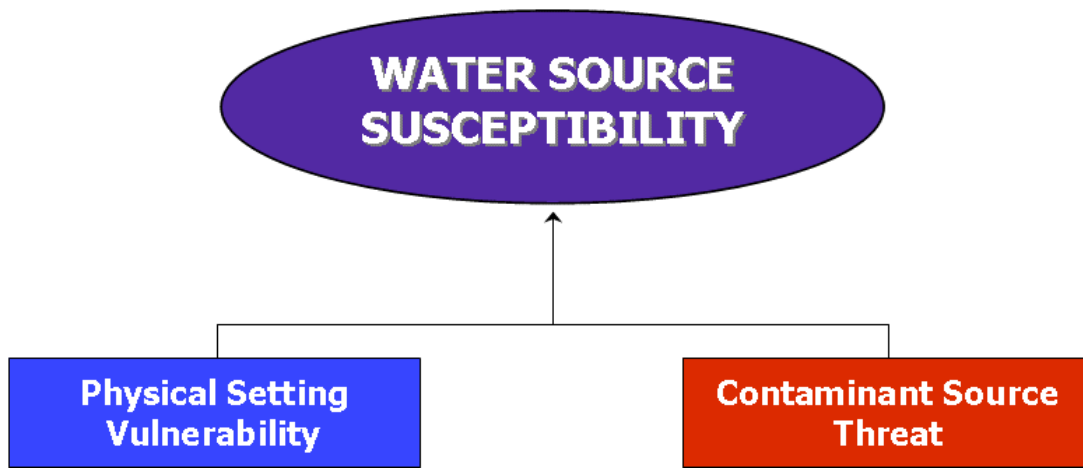 WATER SOURCE
SUSCEPTIBILITY
Physical Setting
Vulnerability
Contaminant Source
Threat